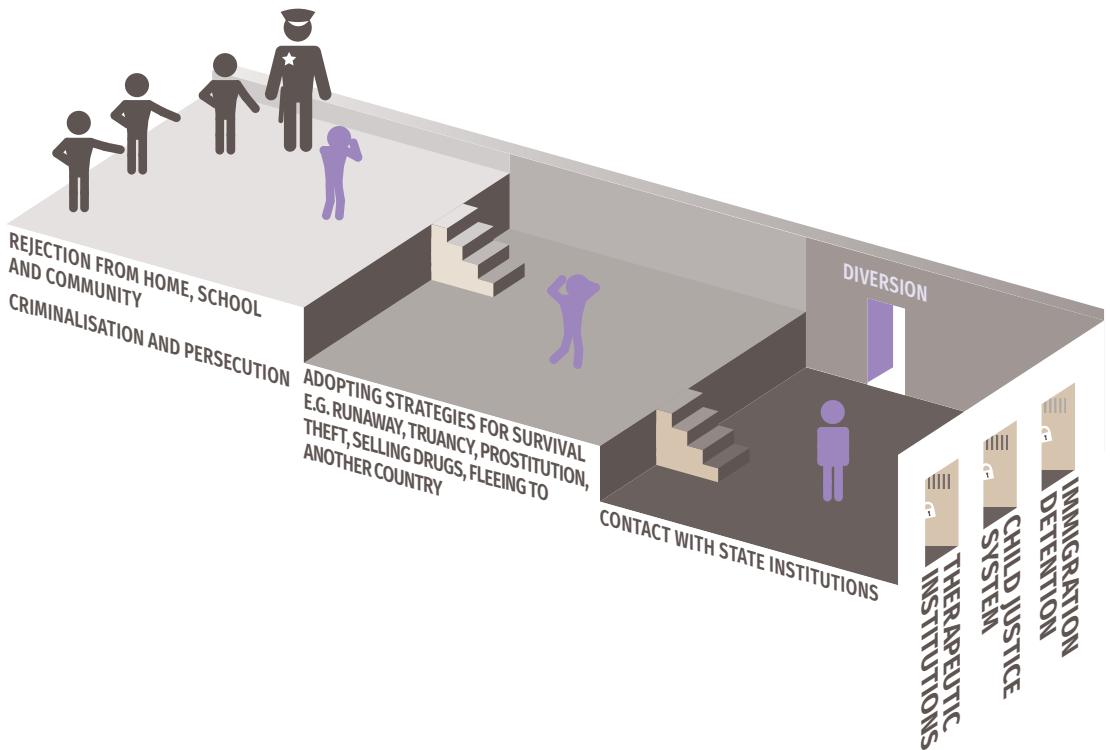 REJECTION FROM HOME, SCHOOL
AND COMMUNITY
CRIMINALISATION AND PERSECUTION
ADOPTING STRATEGIES FOR SURVIVAL
E.G. RUNAWAY, TRUANCY, PROSTITUTION,
THEFT, SELLING DRUGS, FLEEING TO
ANOTHER COUNTRY
CONTACT WITH STATE INSTITUTIONS
DIVERSION
THERAPEUTIC
INSTITUTIONS
CHILD JUSTICE
SYSTEM
IMMIGRATION
DETENTION